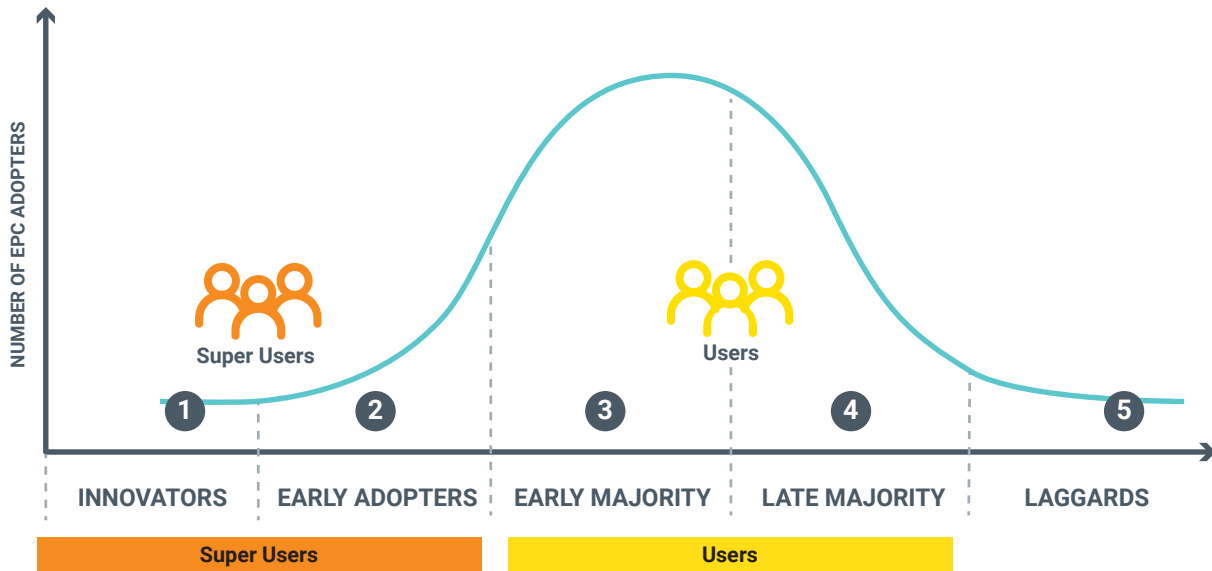 NUMBER OF EPC ADOPTERS
Super Users
Users
1
2
3
4
5
INNOVATORS
EARLY ADOPTERS
EARLY MAJORITY
LATE MAJORITY
LAGGARDS
Super Users
Users